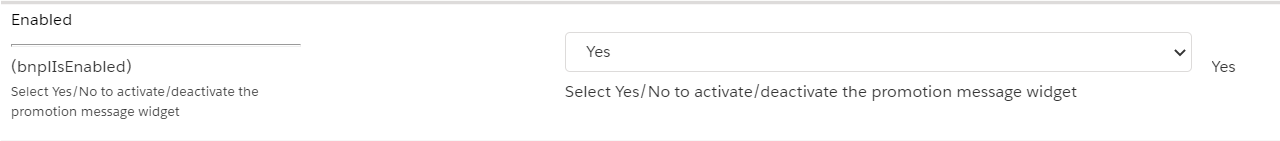 Enabled
(bnplIsEnabled)
Select Yes/No to activate/deactivate the
promotion message widget
Yes
Select Yes/No to activate/deactivate the promotion message widget
Yes